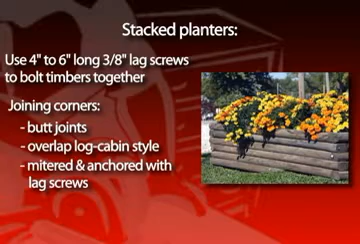 Stacked planters:
Use 4" to 6" long 3/8" lag screws
to bolt timbers together
Joining corners:
- butt joints
- overlap log-cabin style
- mitered & anchored with
lag screws